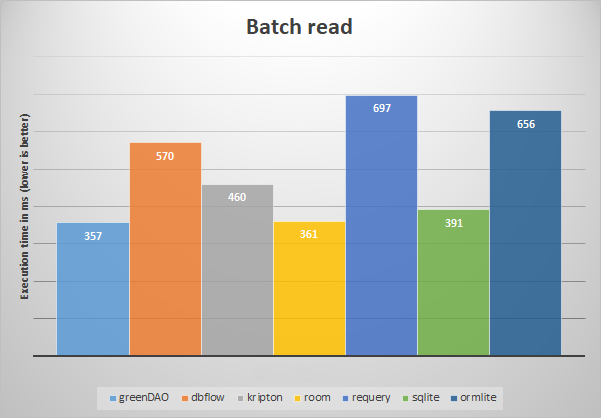 Batch read
Execution time in ms (lower is better)
357
570
460
361
697
391
656
greenDAO dbflow kripton room requery sqlite ormlite